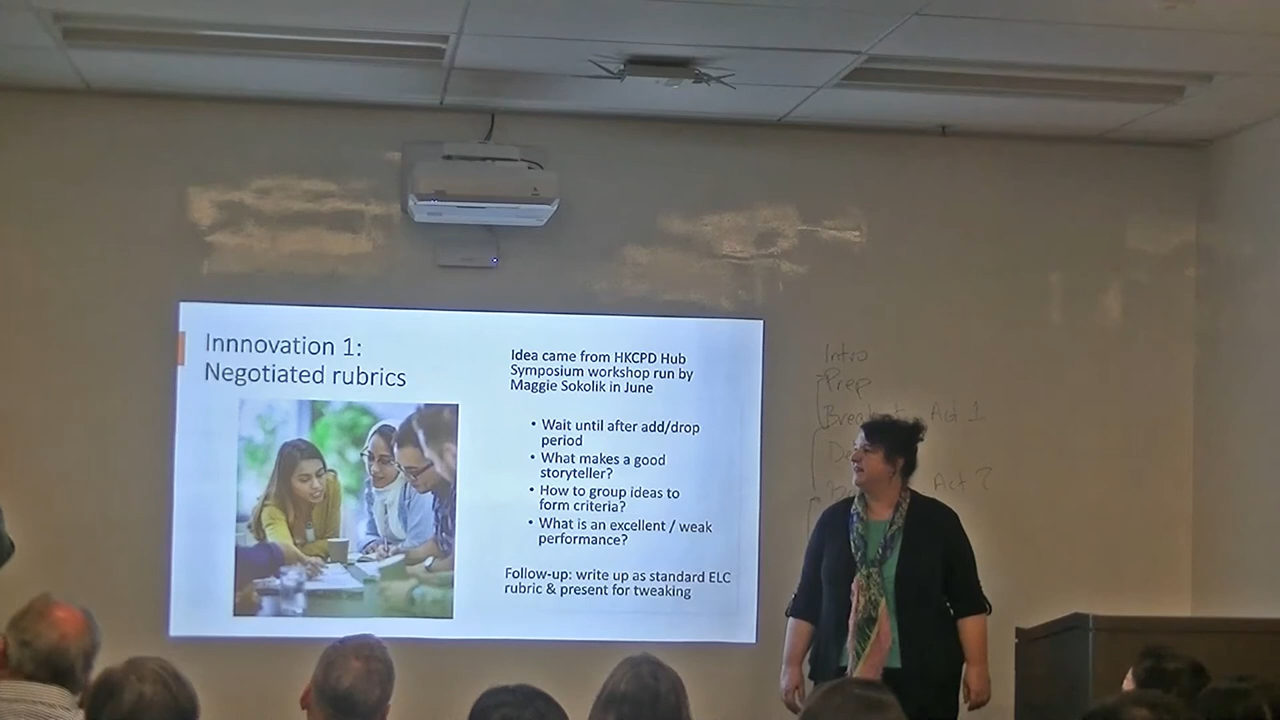 Innnovation 1:
Negotiated rubrics
Idea came from HKCPD Hub
Symposium workshop run by
Maggie Sokolik in June
• Wait until after add/drop
period
• What makes a good
storyteller?
• How to group ideas to
form criteria?
• What is an excellent / weak
performance?
Follow-up: write up as standard ELC
rubric & present for tweaking
Intro
Prep
Act 1
Act 2